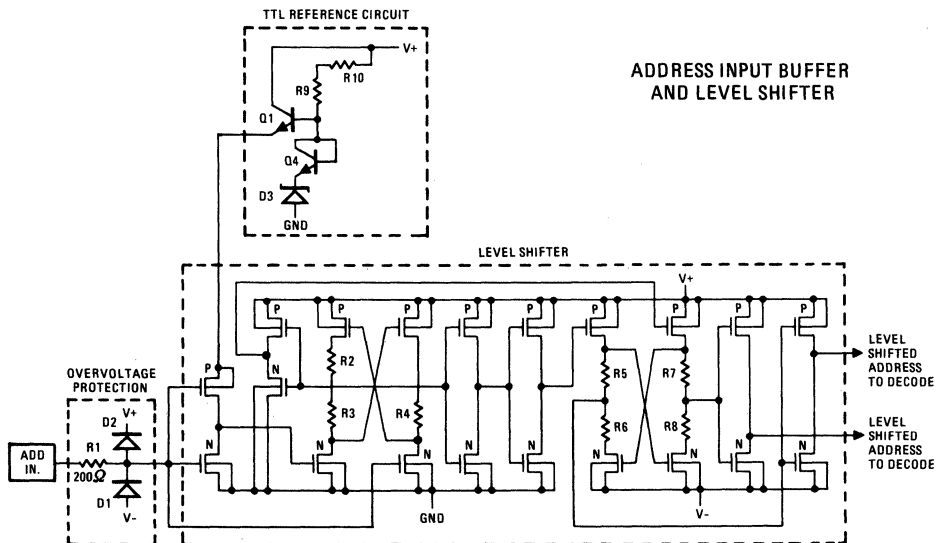 TTL REFERENCE CIRCUIT
V+
R10
R9
Q1
Q4
D3
GND
ADDRESS INPUT BUFFER
AND LEVEL SHIFTER
LEVEL SHIFTER
V+
P
P
P
P
P
P
P
P
P
R2
R5
R7
LEVEL
SHIFTED
ADDRESS
TO DECODE
P
N
OVERVOLTAGE
PROTECTION
V+
D2
R3
R4
R6
R8
N
N
N
N
N
N
N
N
N
LEVEL
SHIFTED
ADDRESS
TO DECODE
ADD
IN.
R1
200Ω
D1
V-
GND
V-